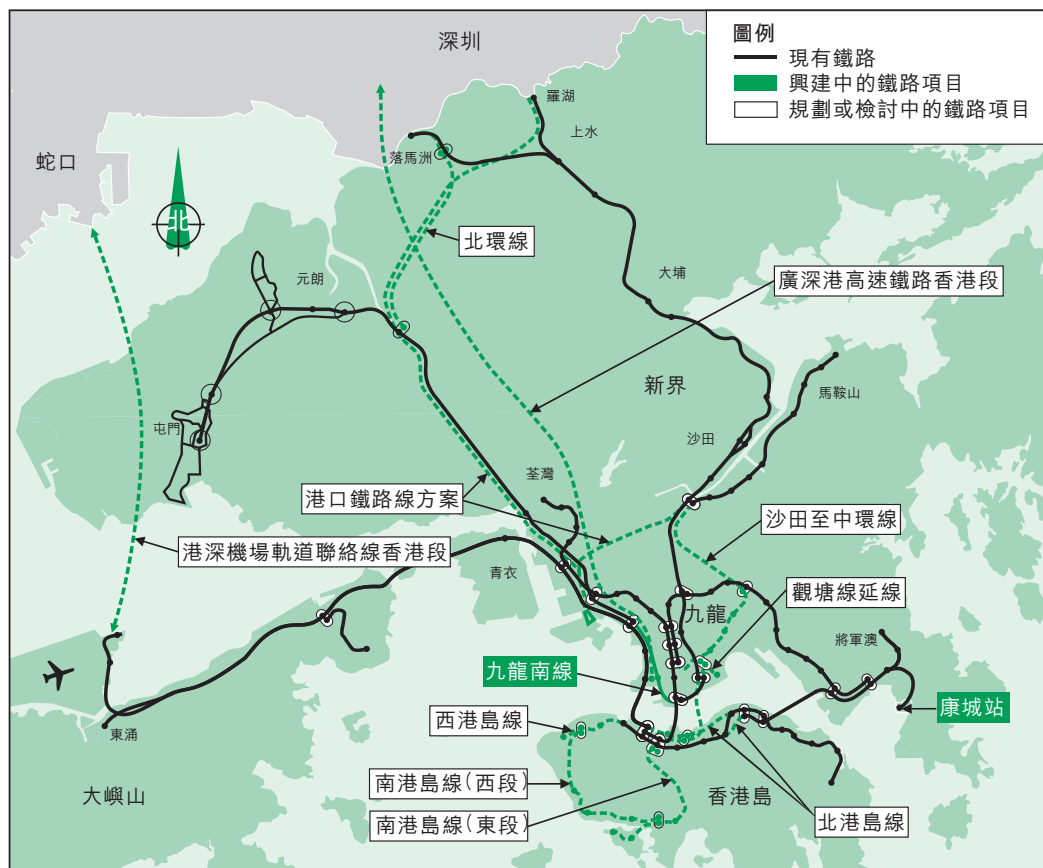 深圳
圖例
現有鐵路
興建中的鐵路項目
規劃或檢討中的鐵路項目
羅湖
上水
落馬洲
蛇口
北
北環線
元朗
大埔
廣深港高速鐵路香港段
新界
馬鞍山
屯門
沙田
荃灣
港口鐵路線方案
沙田至中環線
港深機場軌道聯絡線香港段
青衣
觀塘線延線
九龍
將軍澳
九龍南線
康城站
西港島線
東涌
南港島線(西段)
大嶼山
香港島
南港島線(東段)
北港島線